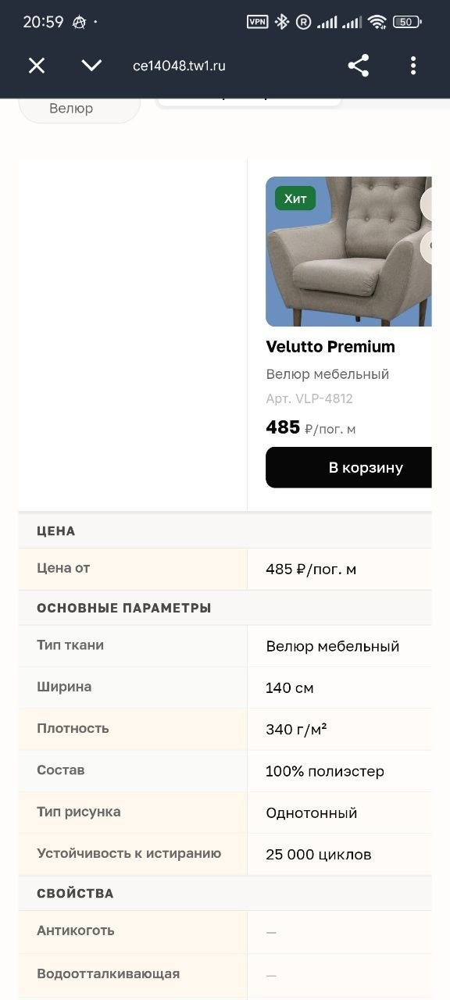 20:59
VPN
R
50
ce14048.tw1.ru
Велюр
Хит
Velutto Premium
Велюр мебельный
Арт. VLP-4812
485 ₽/пог. м
В корзину
ЦЕНА
Цена от
485 ₽/пог. м
ОСНОВНЫЕ ПАРАМЕТРЫ
Тип ткани
Велюр мебельный
Ширина
140 см
Плотность
340 г/м²
Состав
100% полиэстер
Тип рисунка
Однотонный
Устойчивость к истиранию
25 000 циклов
СВОЙСТВА
Антикоготь
—
Водоотталкивающая
—